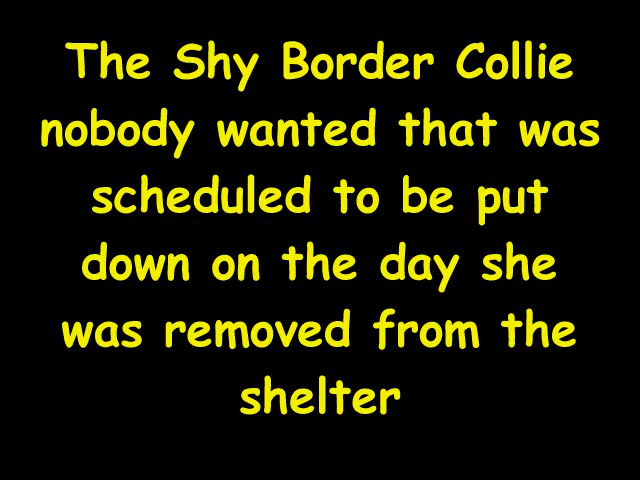 The Shy Border Collie
nobody wanted that was
scheduled to be put
down on the day she
was removed from the
shelter